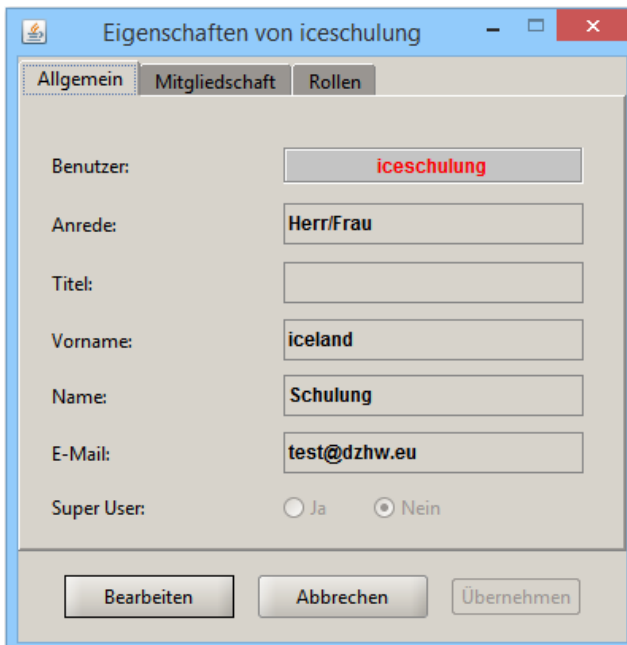 Eigenschaften von iceschulung
Allgemein Mitgliedschaft Rollen
Benutzer: iceschulung
Anrede: Herr/Frau
Titel:
Vorname: iceland
Name: Schulung
E-Mail: test@dzhw.eu
Super User: Ja Nein
Bearbeiten Abbrechen Übernehmen